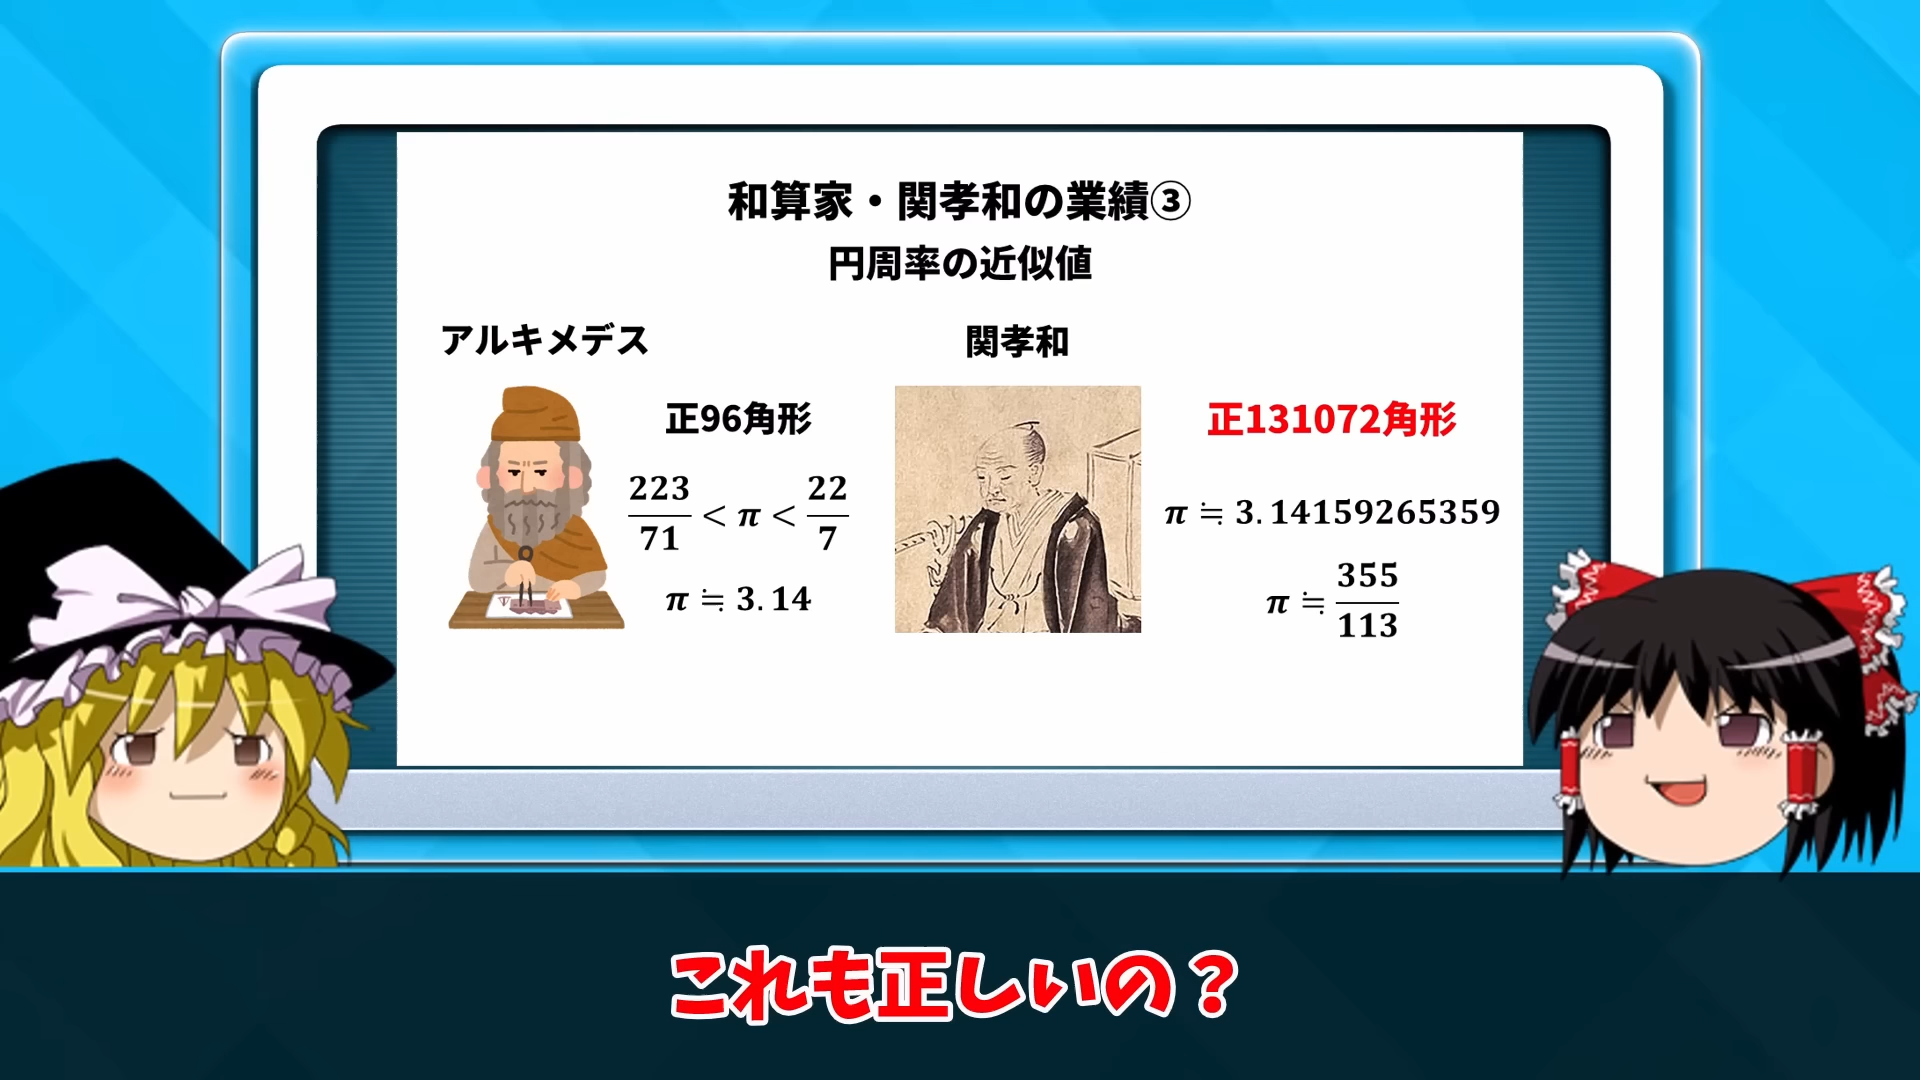 和算家・関孝和の業績③
円周率の近似値
アルキメデス
正96角形
223/71 < π < 22/7
π ≒ 3.14
関孝和
正131072角形
π ≒ 3.14159265359
π ≒ 355/113
これも正しいの？